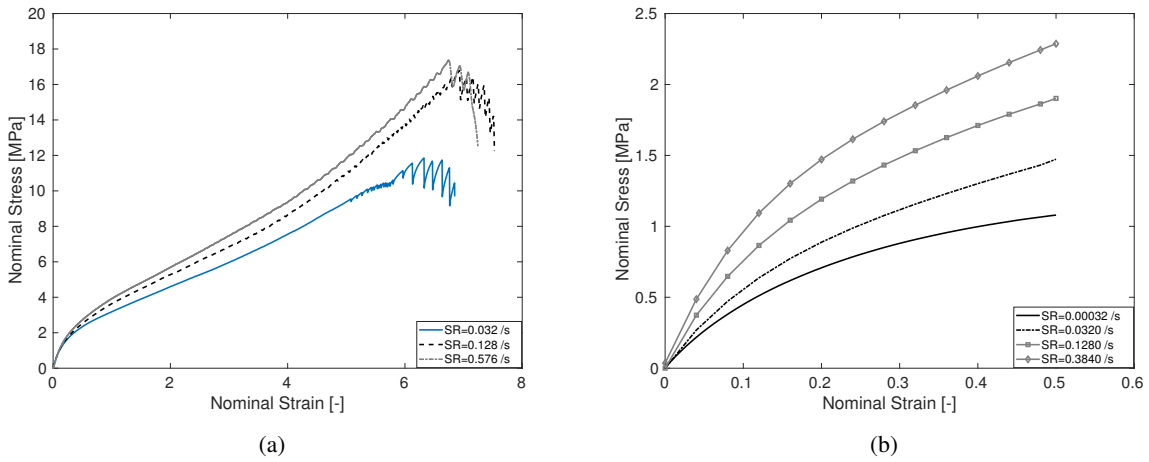 20
18
16
14
12
10
8
6
4
2
0
0
2
4
6
8
Nominal Stress [MPa]
Nominal Strain [-]
SR=0.032 /s
SR=0.128 /s
SR=0.576 /s
(a)
2.5
2
1.5
1
0.5
0
0
0.1
0.2
0.3
0.4
0.5
0.6
Nominal Sress [MPa]
Nominal Strain [-]
SR=0.00032 /s
SR=0.0320 /s
SR=0.1280 /s
SR=0.3840 /s
(b)